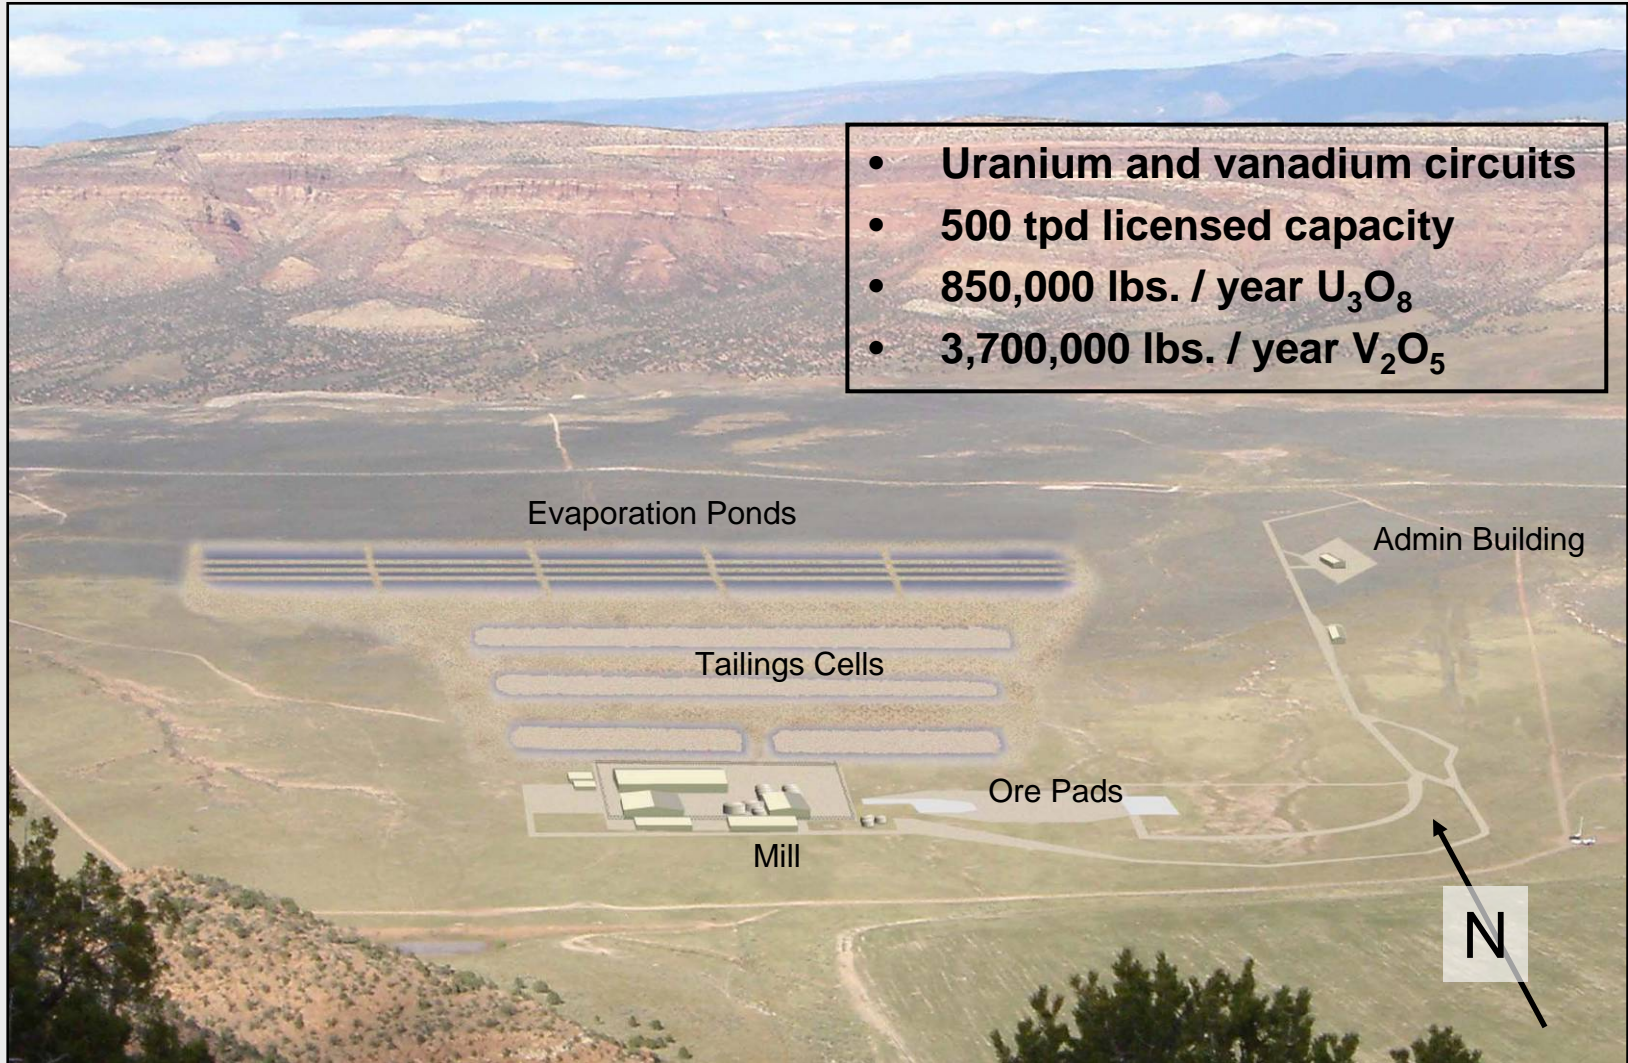 • Uranium and vanadium circuits
• 500 tpd licensed capacity
• 850,000 lbs. / year U₃O₈
• 3,700,000 lbs. / year V₂O₅
Evaporation Ponds
Admin Building
Tailings Cells
Ore Pads
Mill
N